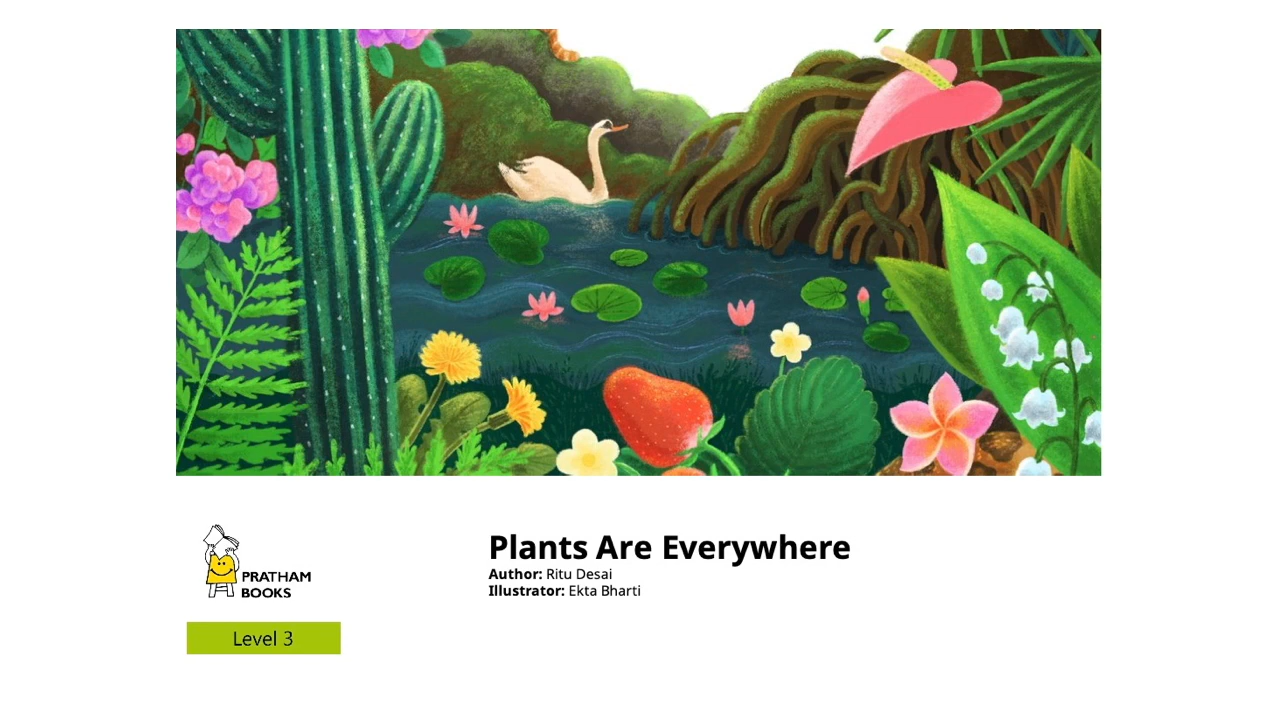 PRATHAM
BOOKS
Level 3
Plants Are Everywhere
Author: Ritu Desai
Illustrator: Ekta Bharti